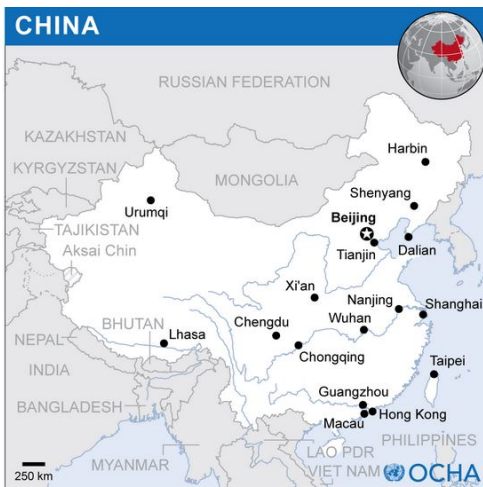 CHINA
RUSSIAN FEDERATION
KAZAKHSTAN
Harbin
KYRGYZSTAN
MONGOLIA
Shenyang
Urumqi
Beijing
TAJIKISTAN
Aksai Chin
Tianjin
Dalian
Xi'an
Nanjing
Shanghai
Wuhan
BHUTAN
Lhasa
Chengdu
NEPAL
Chongqing
Taipei
INDIA
Guangzhou
BANGLADESH
Hong Kong
Macau
PHILIPPINES
LAO PDR
MYANMAR
VIET NAM
250 km
OCHA